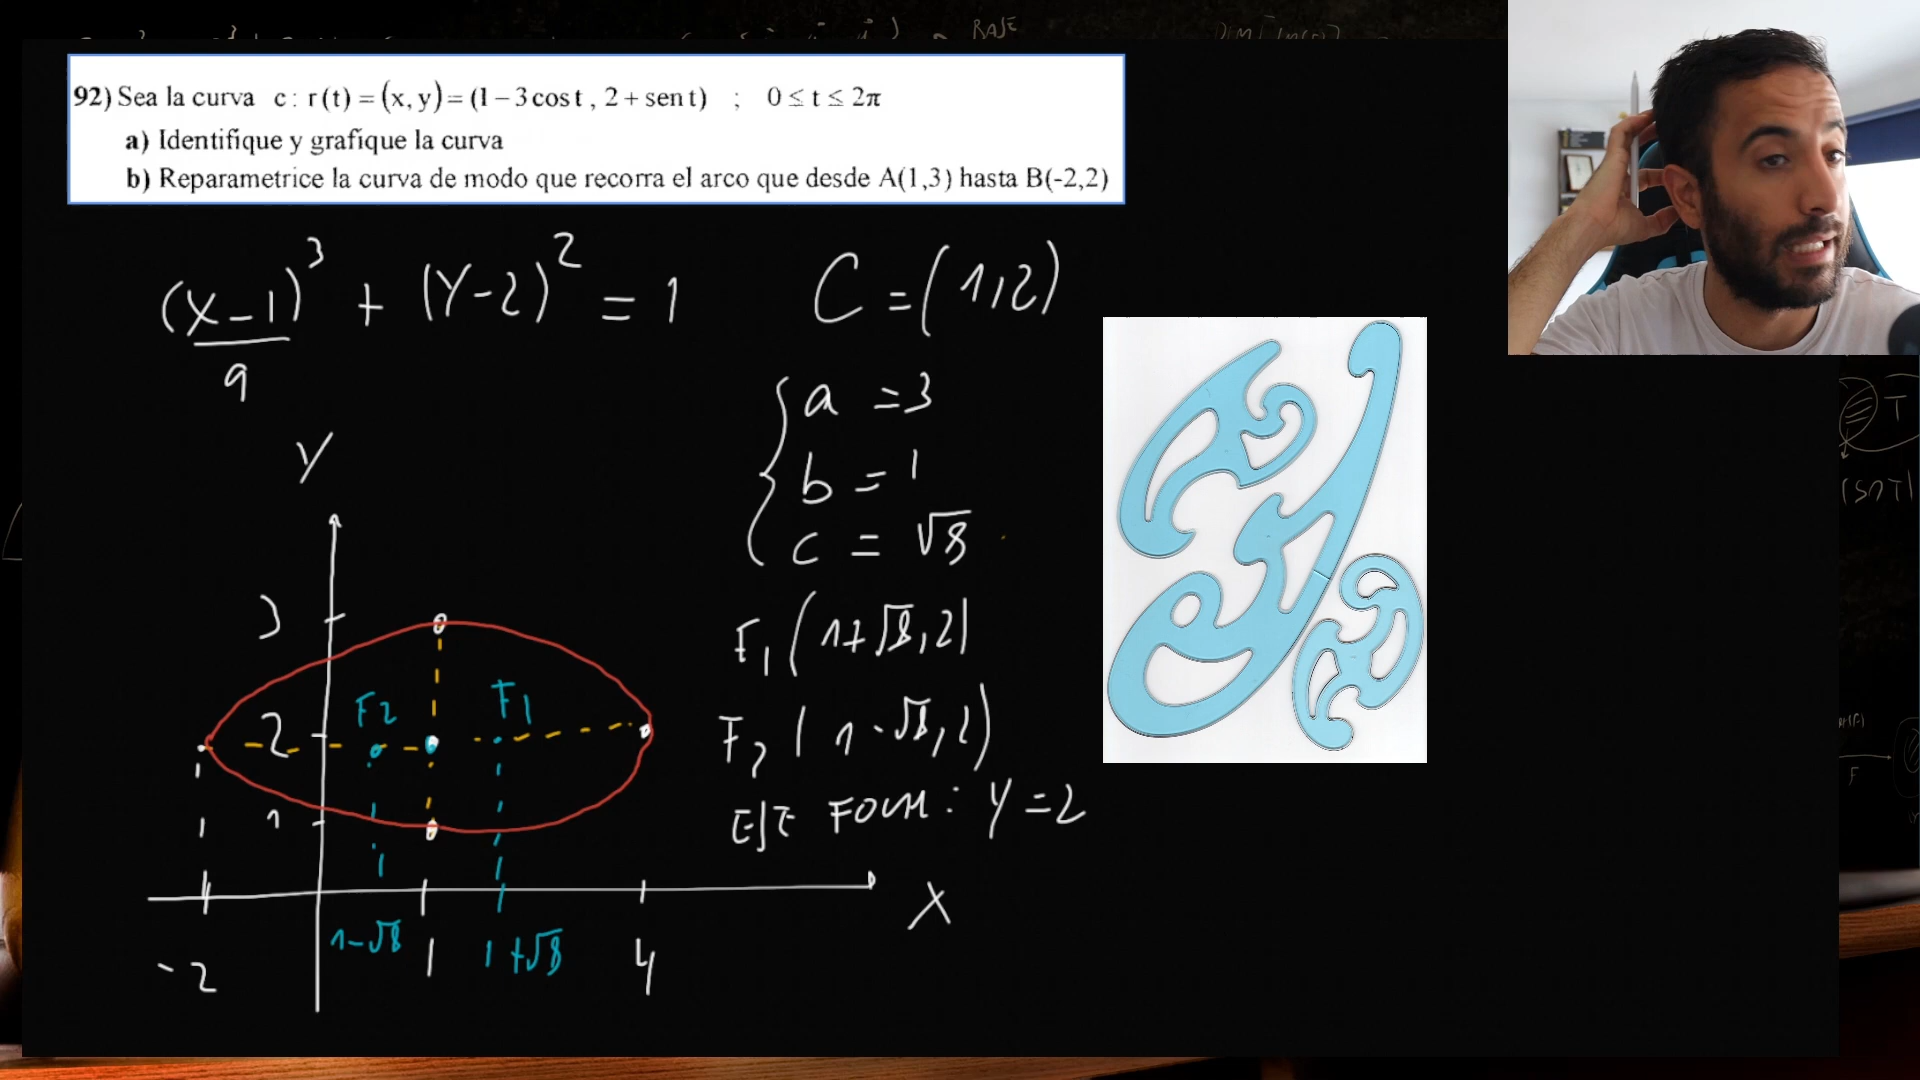 BASE
92) Sea la curva c: r(t) = (x, y) = (1 − 3 cos t , 2 + sen t) ; 0 ≤ t ≤ 2π
a) Identifique y grafique la curva
b) Reparametrice la curva de modo que recorra el arco que desde A(1,3) hasta B(-2,2)
(x-1)³/9 + (Y-2)² = 1
C = (1,2)
a = 3
b = 1
c = √8
F1 (1+√8,2)
F2 (1-√8,2)
EJE FOCAL: Y=2
Y
3
2
1
F2
F1
X
-2
1-√8
1
1+√8
4
T
F